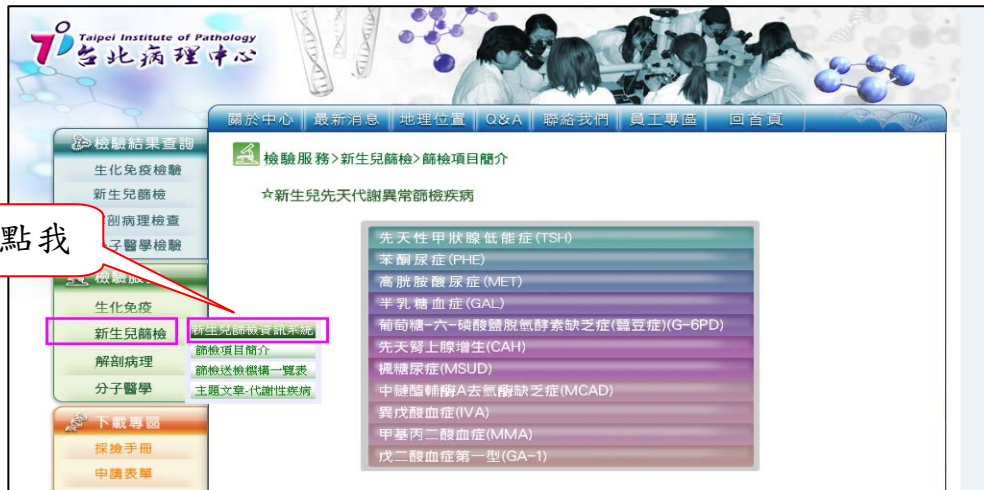 Taipei Institute of Pathology
台北病理中心
關於中心 最新消息 地理位置 Q&A 聯絡我們 員工專區 回首頁
檢驗結果查詢
生化免疫檢驗
新生兒篩檢
剖病理檢查
子醫學檢驗
點我
生化免疫
新生兒篩檢
解剖病理
分子醫學
新生兒篩檢資訊系統
篩檢項目簡介
篩檢送檢機構一覽表
主題文章-代謝性疾病
下載專區
採撿手冊
申請表單
檢驗服務>新生兒篩檢>篩檢項目簡介
☆新生兒先天代謝異常篩檢疾病
先天性甲狀腺低能症(TSH)
苯酮尿症(PHE)
高胱胺酸尿症(MET)
半乳糖血症(GAL)
葡萄糖-六-磷酸鹽脫氫酵素缺乏症(蠶豆症)(G-6PD)
先天腎上腺增生(CAH)
楓糖尿症(MSUD)
中鏈醯輔酶A去氫酶缺乏症(MCAD)
異戊酸血症(IVA)
甲基丙二酸血症(MMA)
戊二酸血症第一型(GA-1)